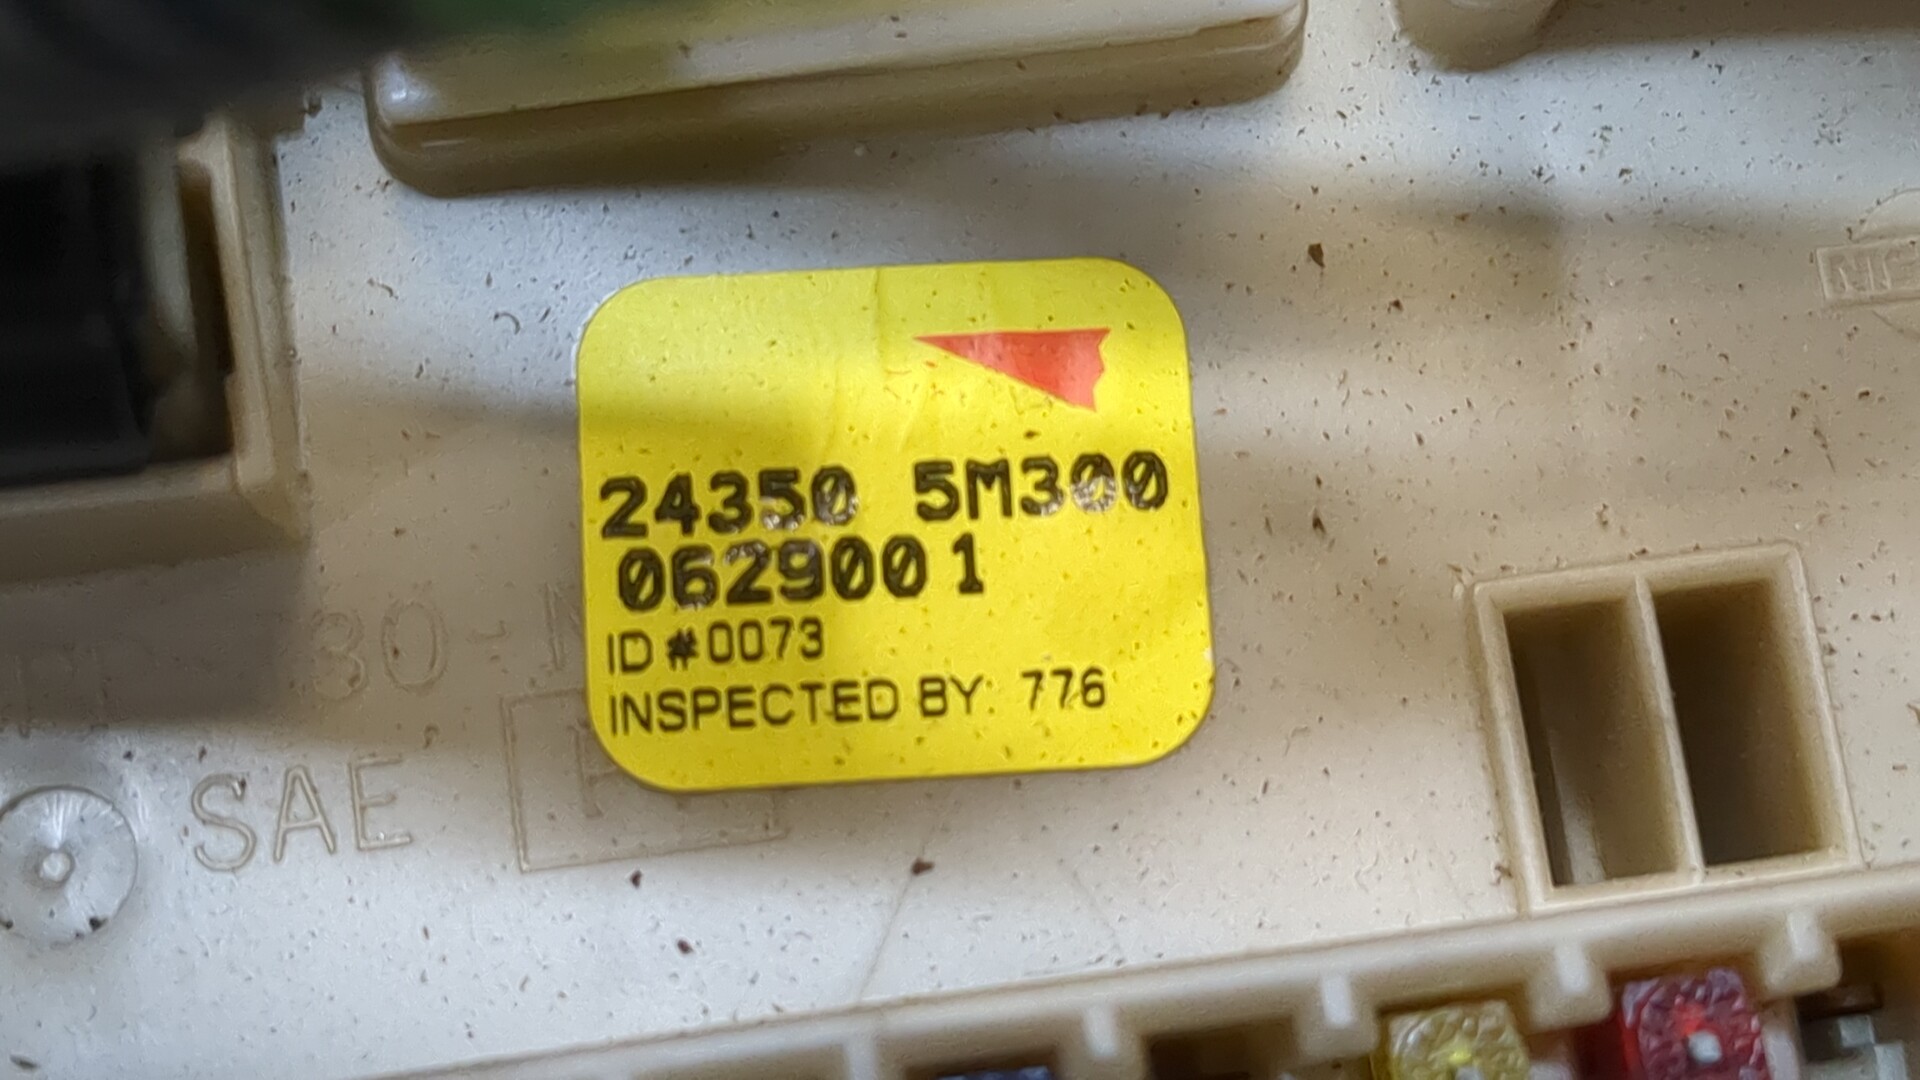 24350 5M300
0629001
ID #0073
INSPECTED BY: 776
SAE